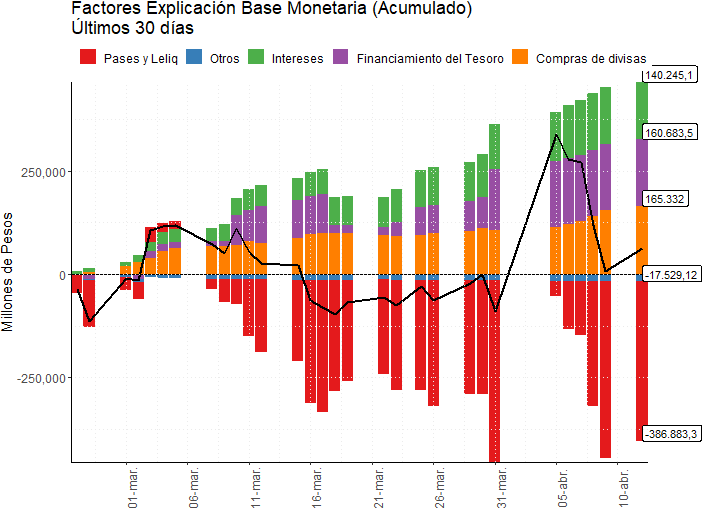 Factores Explicación Base Monetaria (Acumulado)
Últimos 30 días
Pases y Leliq Otros Intereses Financiamiento del Tesoro Compras de divisas
Millones de Pesos
250,000
0
-250,000
140.245,1
160.683,5
165.332
-17.529,12
-386.883,3
01-mar. 06-mar. 11-mar. 16-mar. 21-mar. 26-mar. 31-mar. 05-abr. 10-abr.